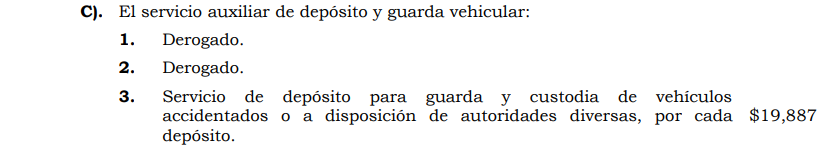 C). El servicio auxiliar de depósito y guarda vehicular:
1. Derogado.
2. Derogado.
3. Servicio de depósito para guarda y custodia de vehículos
accidentados o a disposición de autoridades diversas, por cada $19,887
depósito.